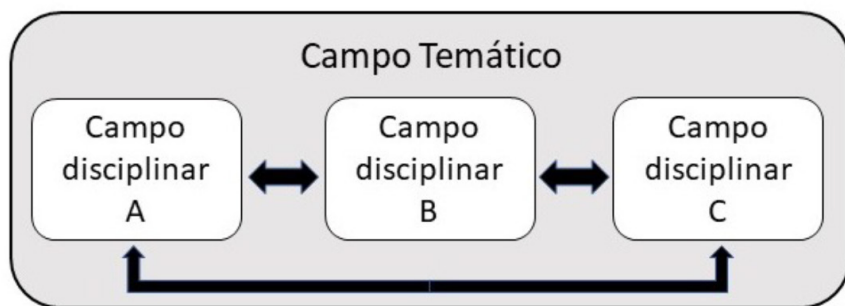 Campo Temático
Campo
disciplinar
A
Campo
disciplinar
B
Campo
disciplinar
C